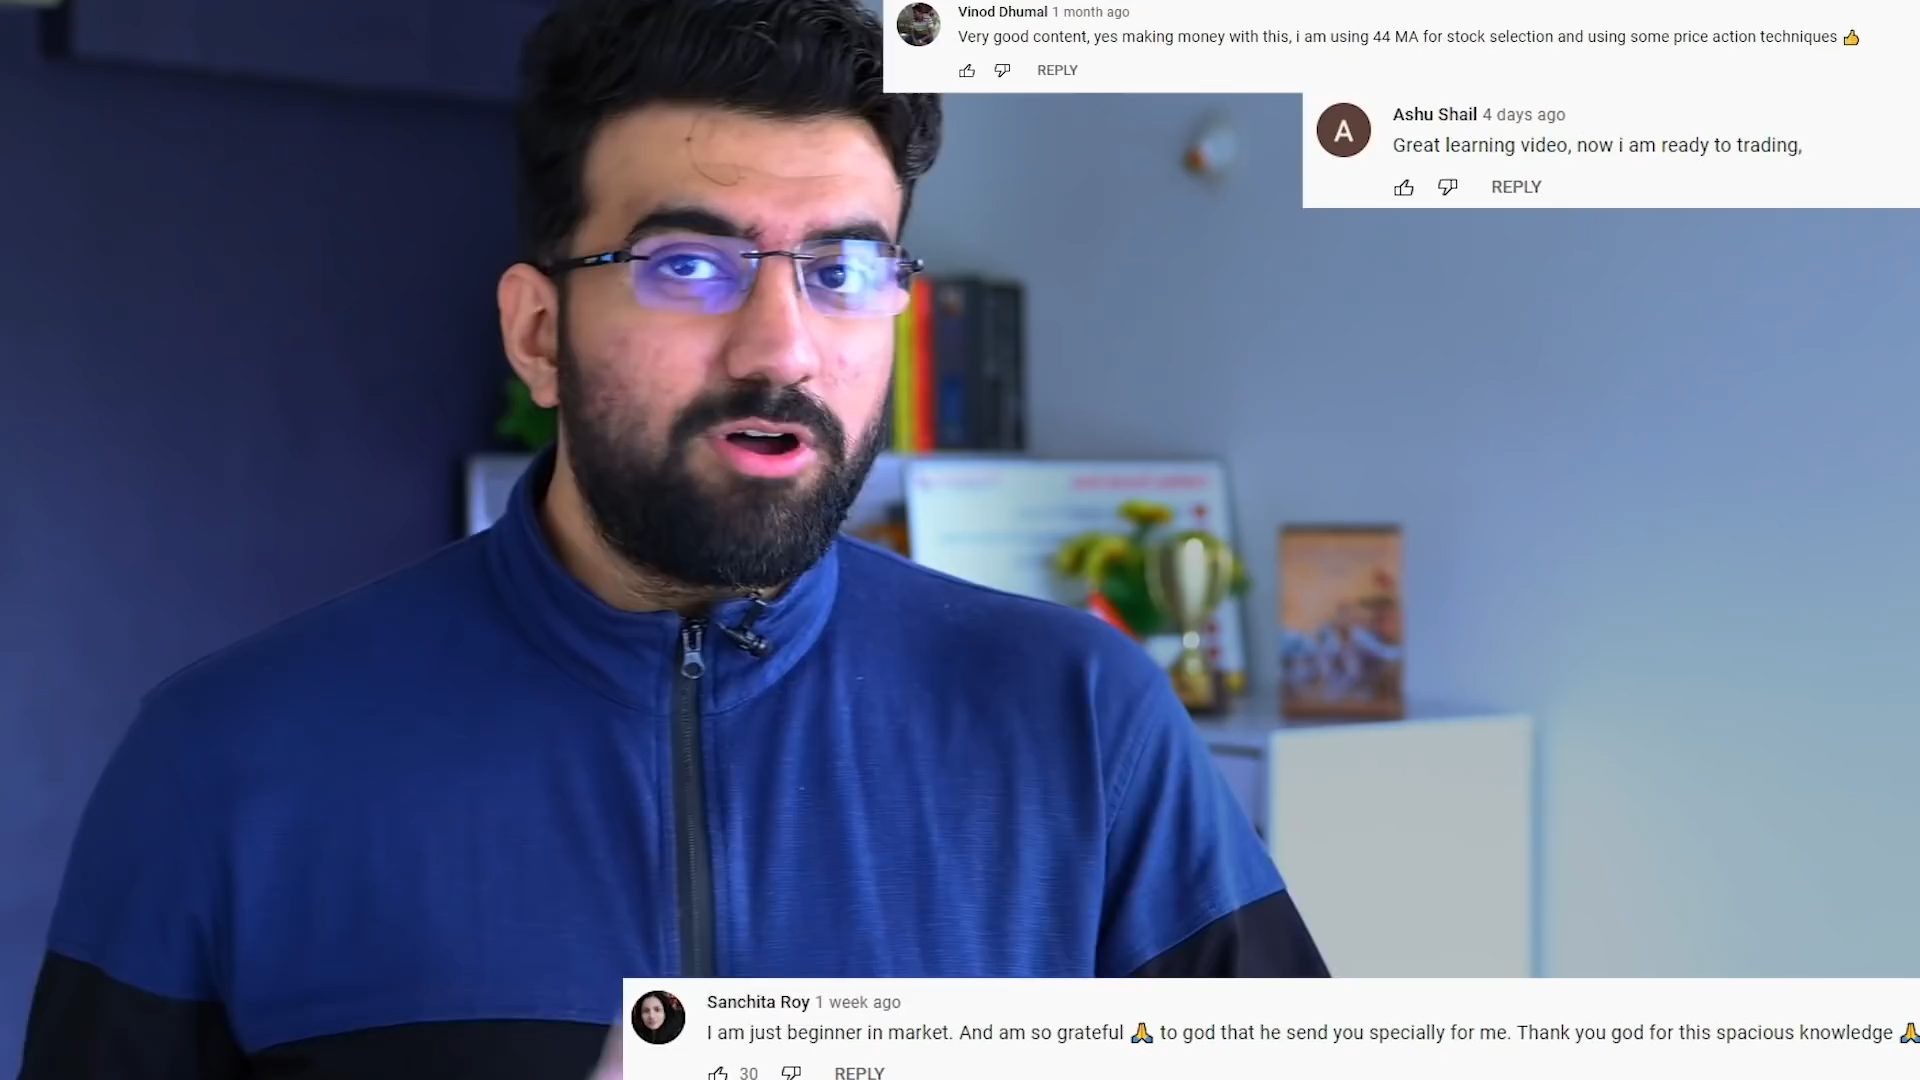 Vinod Dhumal 1 month ago
Very good content, yes making money with this, i am using 44 MA for stock selection and using some price action techniques 👍
REPLY
A
Ashu Shail 4 days ago
Great learning video, now i am ready to trading,
REPLY
Sanchita Roy 1 week ago
I am just beginner in market. And am so grateful 🙏 to god that he send you specially for me. Thank you god for this spacious knowledge 🙏
30 REPLY